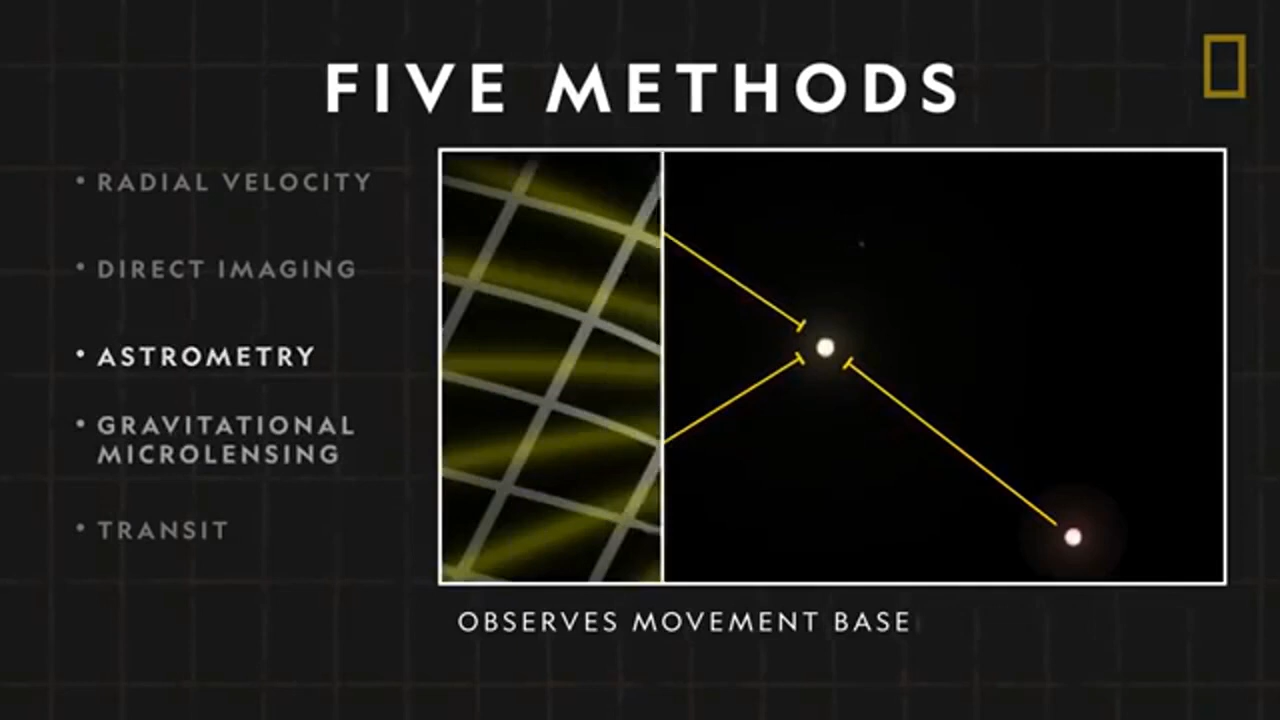 FIVE METHODS
• RADIAL VELOCITY
• DIRECT IMAGING
• ASTROMETRY
• GRAVITATIONAL
MICROLENSING
• TRANSIT
OBSERVES MOVEMENT BASE